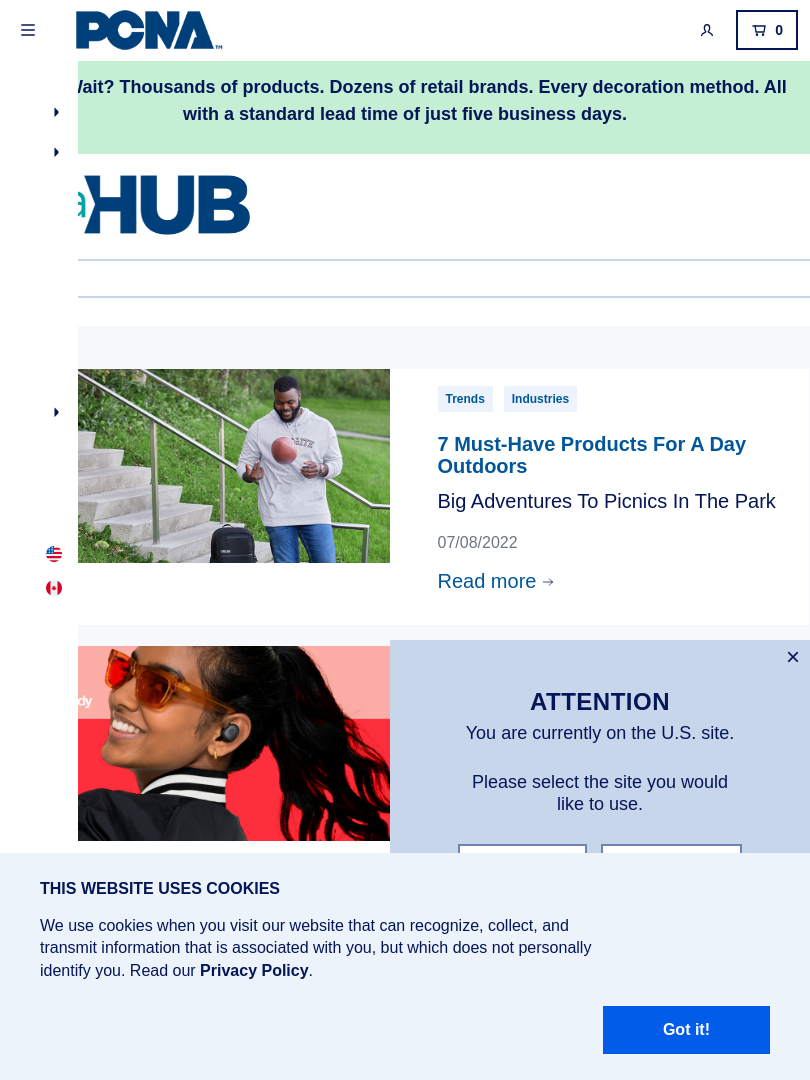 PCNA™
0
Wait? Thousands of products. Dozens of retail brands. Every decoration method. All
with a standard lead time of just five business days.
HUB
Trends Industries
7 Must-Have Products For A Day
Outdoors
Big Adventures To Picnics In The Park
07/08/2022
Read more →
dy
×
ATTENTION
You are currently on the U.S. site.
Please select the site you would
like to use.
THIS WEBSITE USES COOKIES
We use cookies when you visit our website that can recognize, collect, and
transmit information that is associated with you, but which does not personally
identify you. Read our Privacy Policy.
Got it!